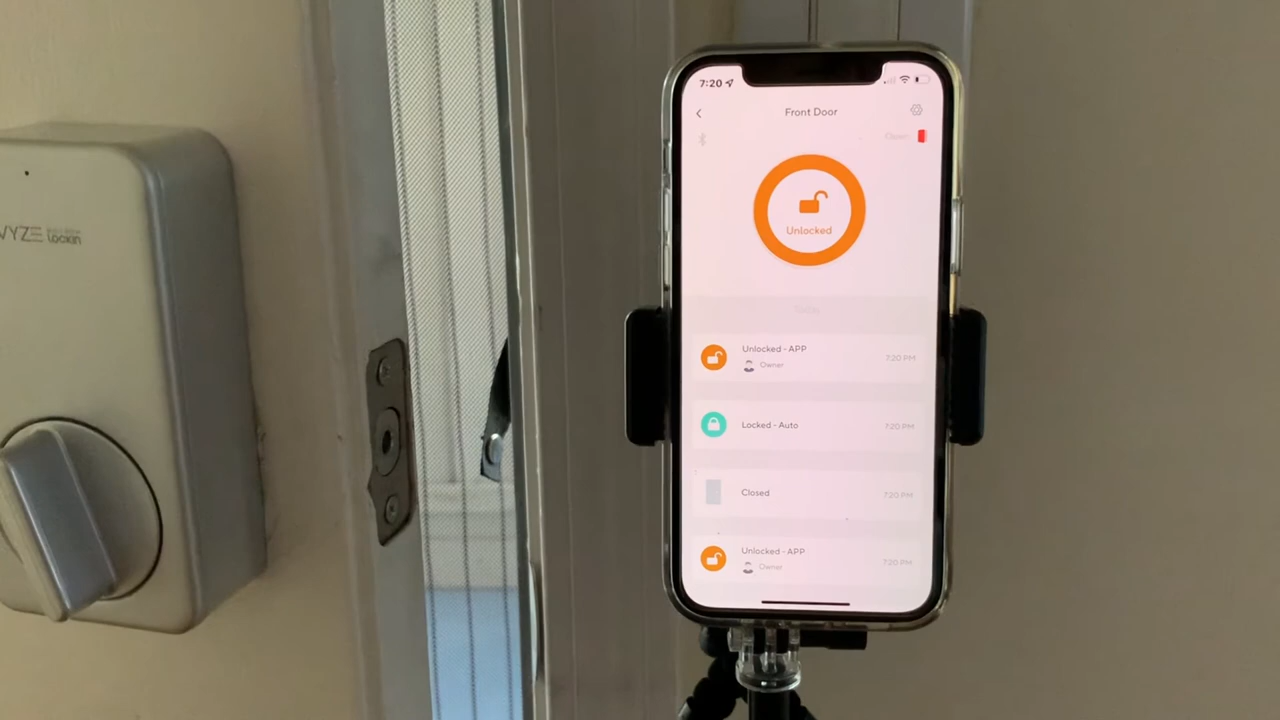 WYZE
LOCKIN
7:20
Front Door
Unlocked
Today
Unlocked - APP
Owner
7:20 PM
Locked - Auto
7:20 PM
Closed
7:20 PM
Unlocked - APP
Owner
7:20 PM